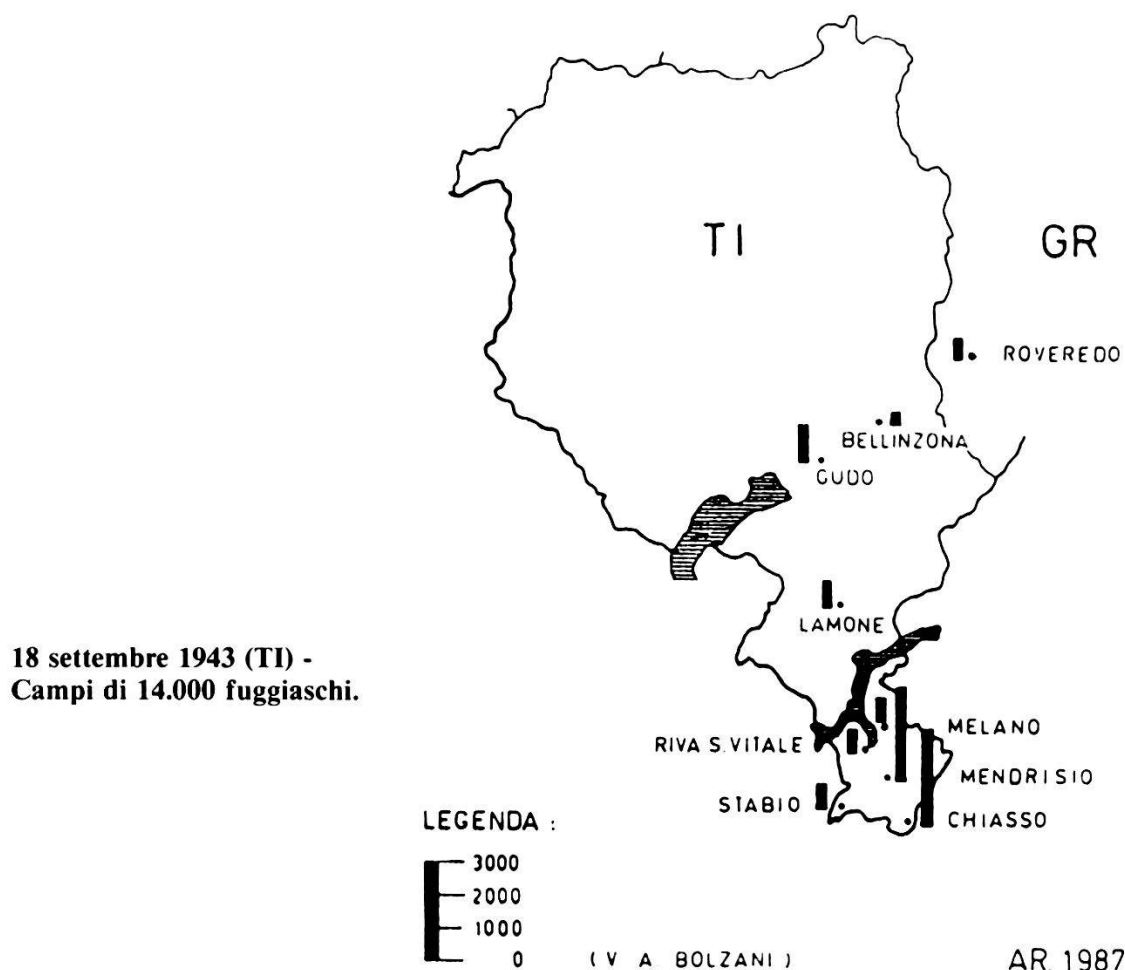 TI
GR
ROVEREDO
BELLINZONA
GUDO
LAMONE
18 settembre 1943 (TI) -
Campi di 14.000 fuggiaschi.
RIVA S. VITALE
MELANO
MENDRISIO
STABIO
CHIASSO
LEGENDA :
3000
2000
1000
0
( V A BOLZANI )
AR. 1987